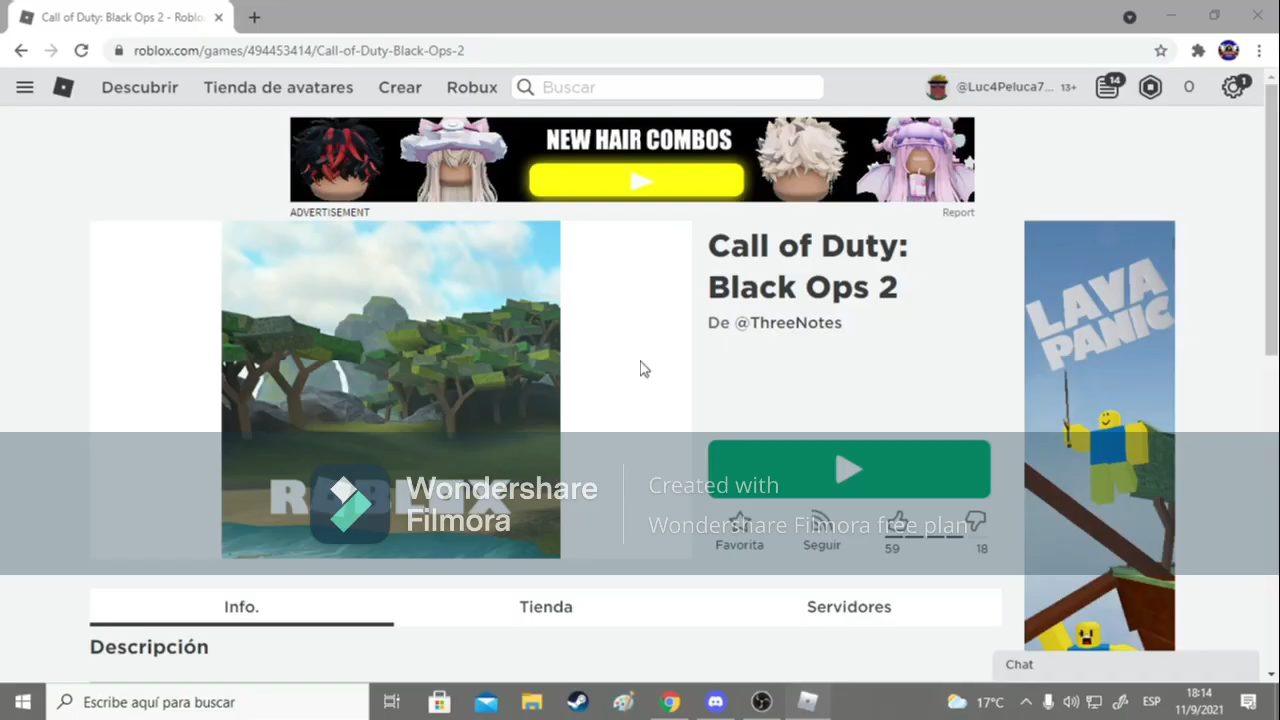 Call of Duty: Black Ops 2 - Roblo
roblox.com/games/494453414/Call-of-Duty-Black-Ops-2
Descubrir
Tienda de avatares
Crear
Robux
Buscar
@Luc4Peluca7...
13+
14
0
1
NEW HAIR COMBOS
ADVERTISEMENT
Report
Call of Duty:
Black Ops 2
De @ThreeNotes
LAVA
PANIC
ROBLOX
Wondershare
Filmora
Created with
Wondershare Filmora free plan
Favorita
Seguir
59
18
Info.
Tienda
Servidores
Descripción
Chat
Escribe aquí para buscar
17°C
ESP
18:14
11/9/2021